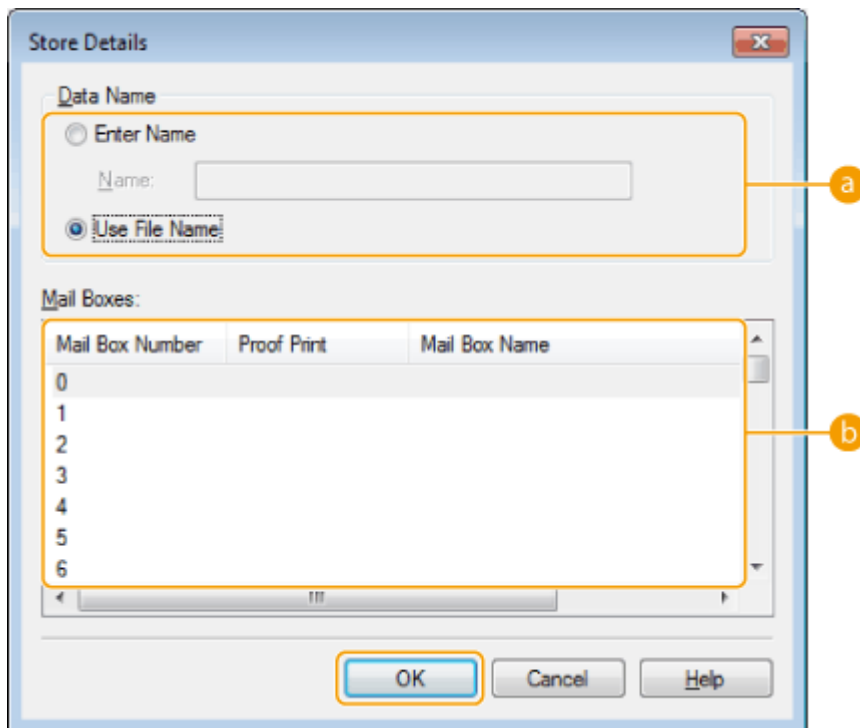 Store Details
Data Name
Enter Name
Name:
a
Use File Name
Mail Boxes:
Mail Box Number Proof Print Mail Box Name
0
1
2
b
3
4
5
6
OK Cancel Help